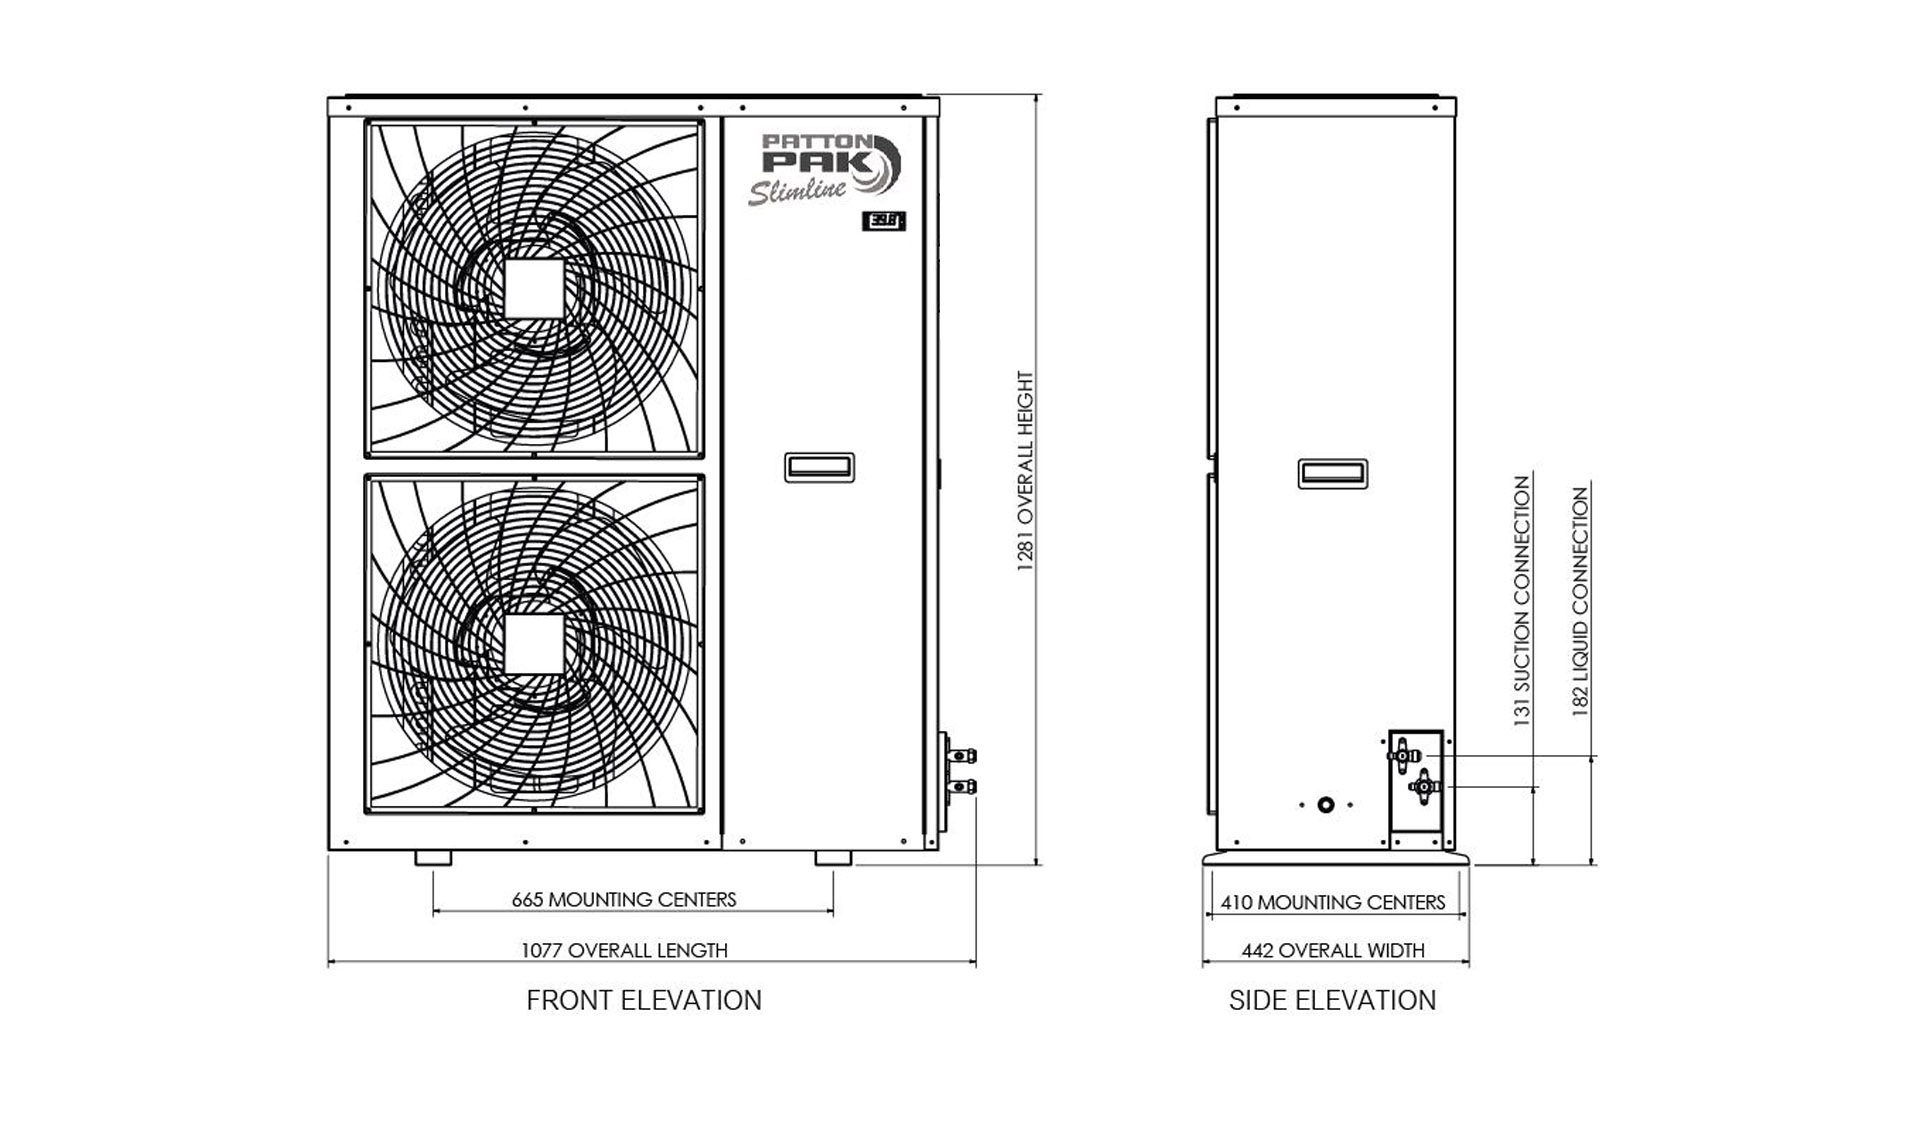 PATTON
PAK
Slimline
39.8
1281 OVERALL HEIGHT
665 MOUNTING CENTERS
1077 OVERALL LENGTH
FRONT ELEVATION
131 SUCTION CONNECTION
182 LIQUID CONNECTION
410 MOUNTING CENTERS
442 OVERALL WIDTH
SIDE ELEVATION